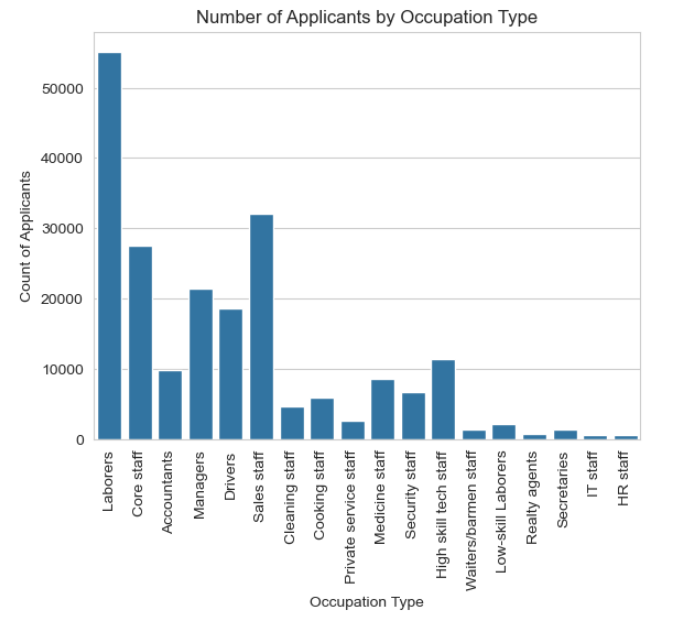 Number of Applicants by Occupation Type
Count of Applicants
50000
40000
30000
20000
10000
0
Laborers
Core staff
Accountants
Managers
Drivers
Sales staff
Cleaning staff
Cooking staff
Private service staff
Medicine staff
Security staff
High skill tech staff
Waiters/barmen staff
Low-skill Laborers
Realty agents
Secretaries
IT staff
HR staff
Occupation Type